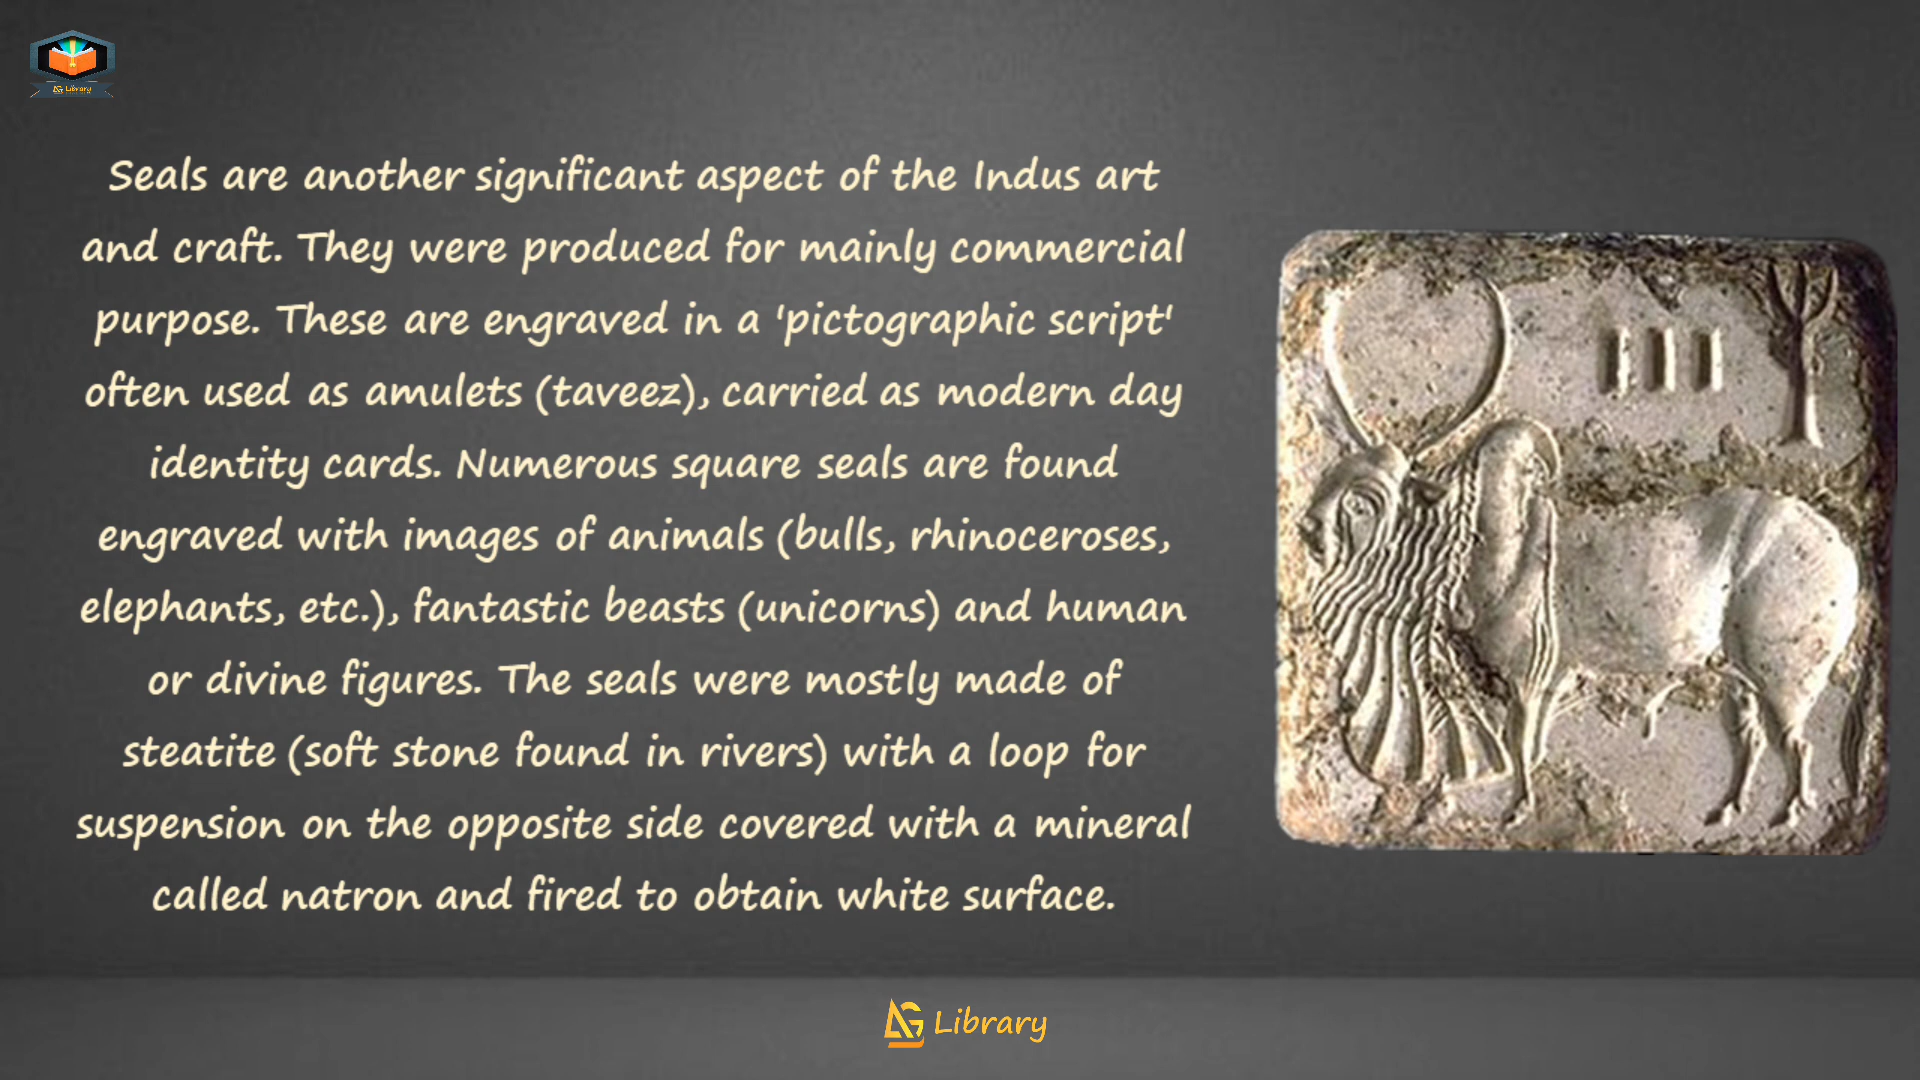 AG Library
Seals are another significant aspect of the Indus art
and craft. They were produced for mainly commercial
purpose. These are engraved in a 'pictographic script'
often used as amulets (taveez), carried as modern day
identity cards. Numerous square seals are found
engraved with images of animals (bulls, rhinoceroses,
elephants, etc.), fantastic beasts (unicorns) and human
or divine figures. The seals were mostly made of
steatite (soft stone found in rivers) with a loop for
suspension on the opposite side covered with a mineral
called natron and fired to obtain white surface.
AG Library